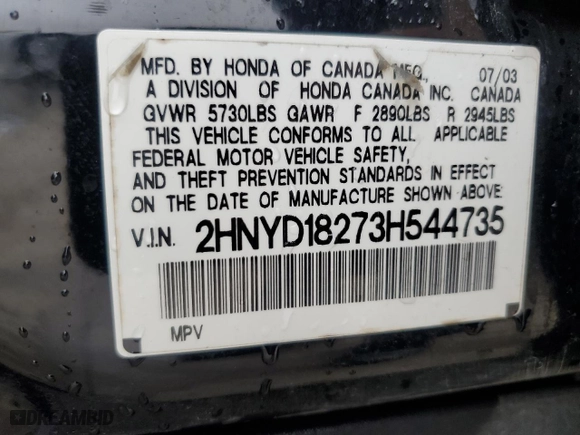 MFD. BY HONDA OF CANADA MFG., 07/03
A DIVISION OF HONDA CANADA INC. CANADA
GVWR 5730LBS GAWR F 2890LBS R 2945LBS
THIS VEHICLE CONFORMS TO ALL APPLICABLE
FEDERAL MOTOR VEHICLE SAFETY,
AND THEFT PREVENTION STANDARDS IN EFFECT
ON THE DATE OF MANUFACTURE SHOWN ABOVE.
V.I.N. 2HNYD18273H544735
MPV
DREAMBID